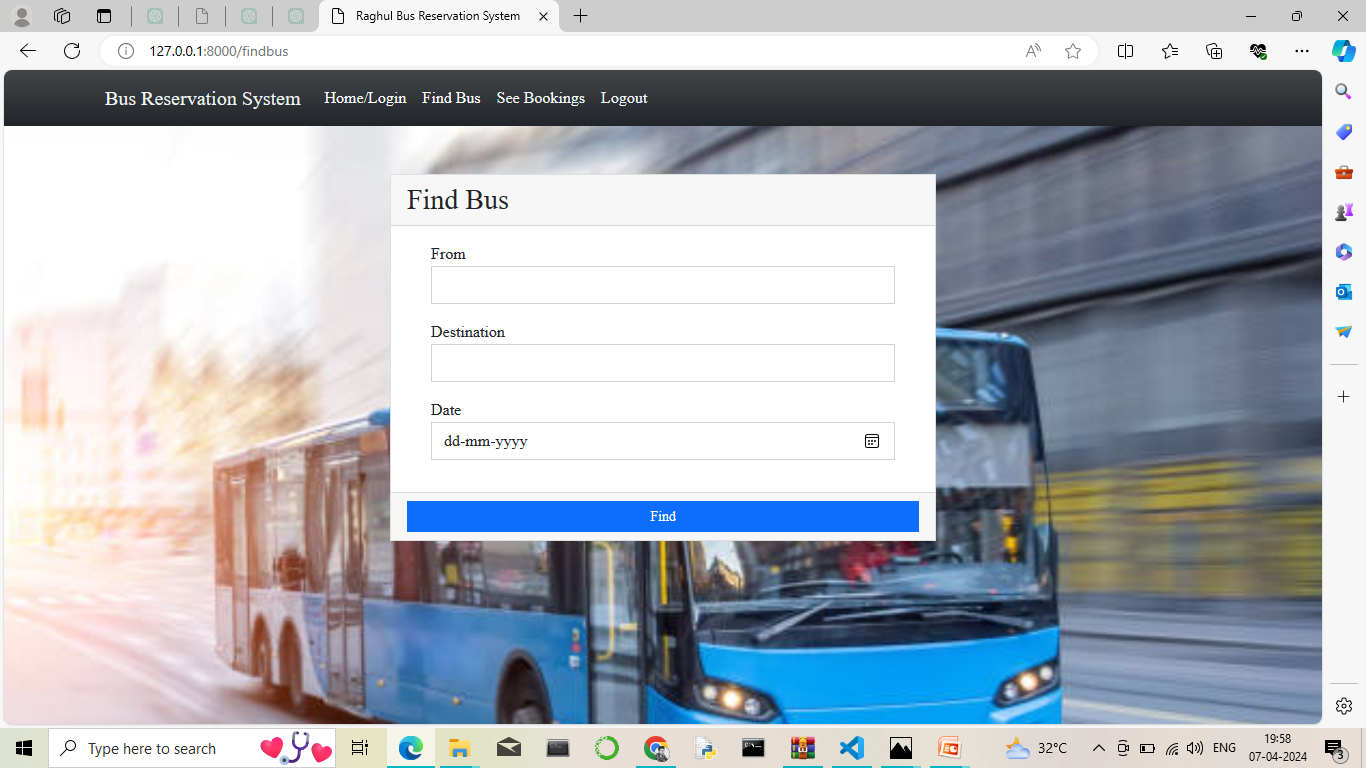 Raghul Bus Reservation System
127.0.0.1:8000/findbus
Bus Reservation System Home/Login Find Bus See Bookings Logout
Find Bus
From
Destination
Date
dd-mm-yyyy
Find
Type here to search
32°C
ENG
19:58
07-04-2024
3